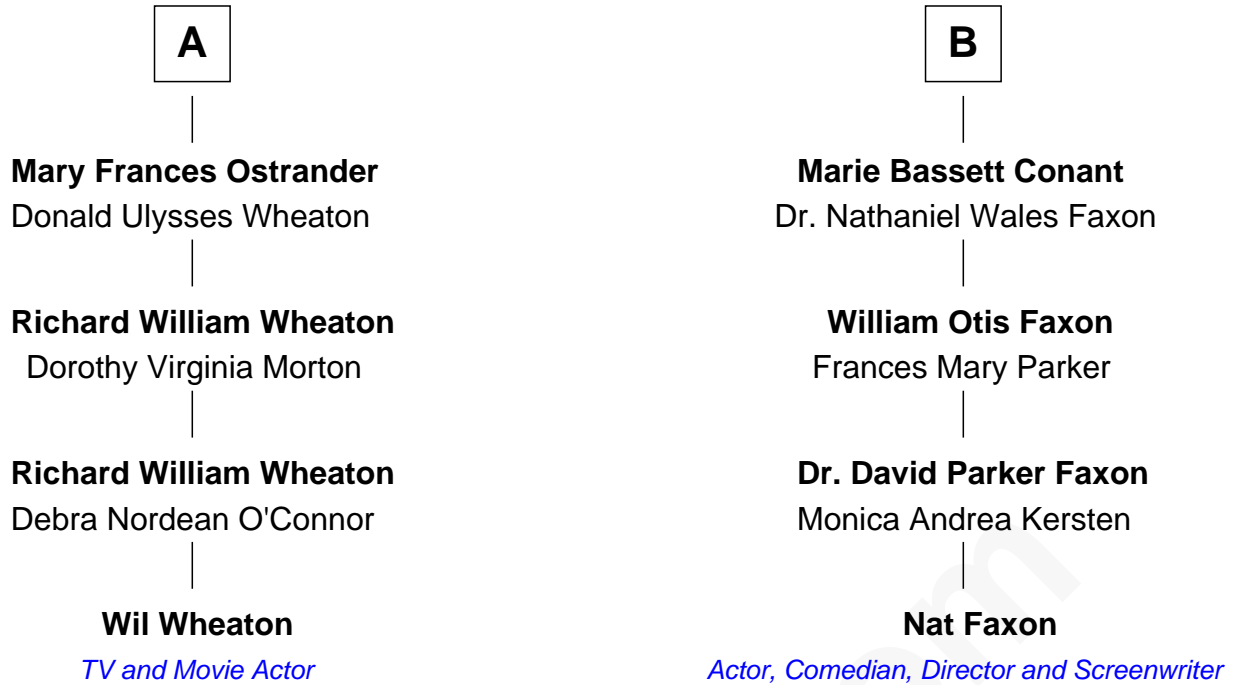 A
Mary Frances Ostrander
Donald Ulysses Wheaton
Richard William Wheaton
Dorothy Virginia Morton
Richard William Wheaton
Debra Nordean O'Connor
Wil Wheaton
TV and Movie Actor
B
Marie Bassett Conant
Dr. Nathaniel Wales Faxon
William Otis Faxon
Frances Mary Parker
Dr. David Parker Faxon
Monica Andrea Kersten
Nat Faxon
Actor, Comedian, Director and Screenwriter